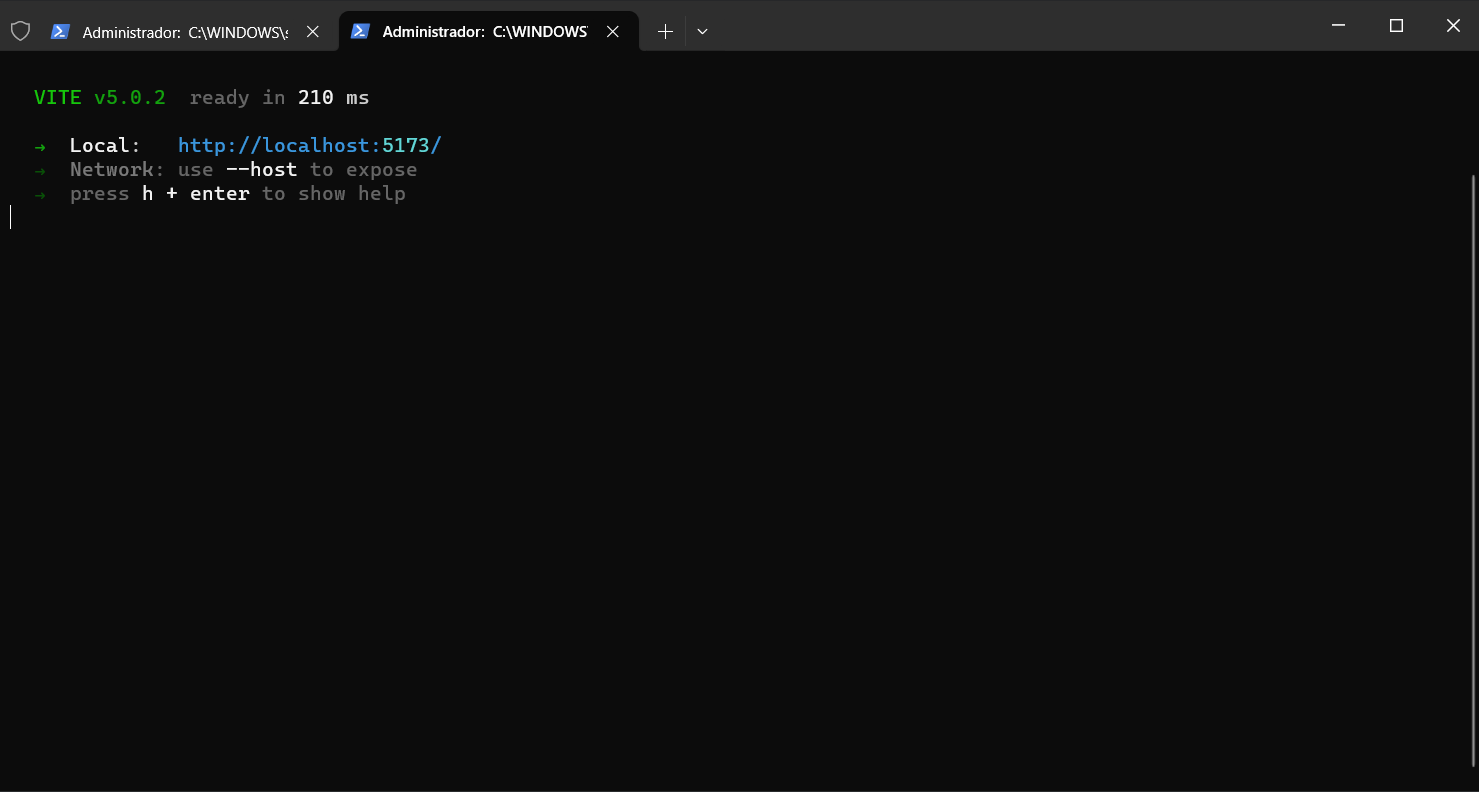 Administrador: C:\WINDOWS\s
Administrador: C:\WINDOWS
VITE v5.0.2 ready in 210 ms
➜ Local: http://localhost:5173/
➜ Network: use --host to expose
➜ press h + enter to show help